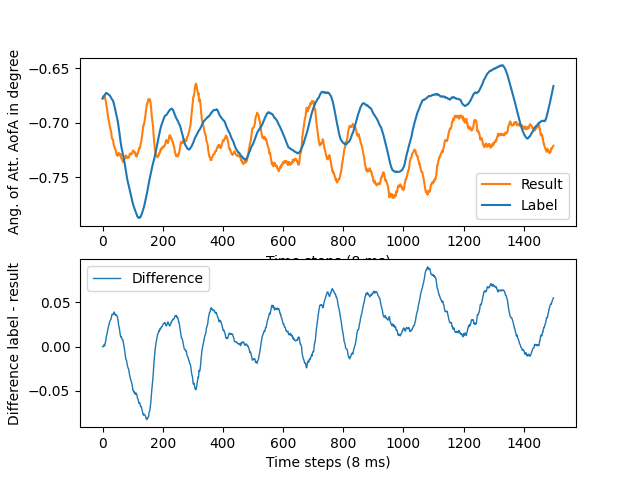 Ang. of Att. AofA in degree
−0.65
−0.70
−0.75
Result
Label
0 200 400 600 800 1000 1200 1400
Time steps (8 ms)
Difference label - result
0.05
0.00
−0.05
Difference
0 200 400 600 800 1000 1200 1400
Time steps (8 ms)